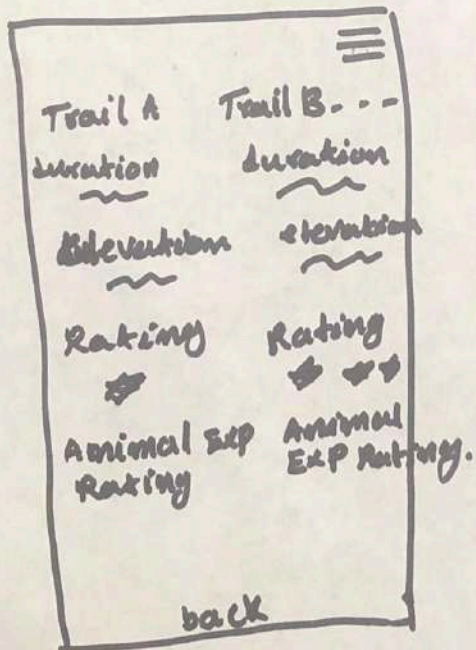 Trail A Trail B - - -
duration duration
elevation elevation
Rating Rating
Animal Exp Animal
Rating Exp Rating.
back